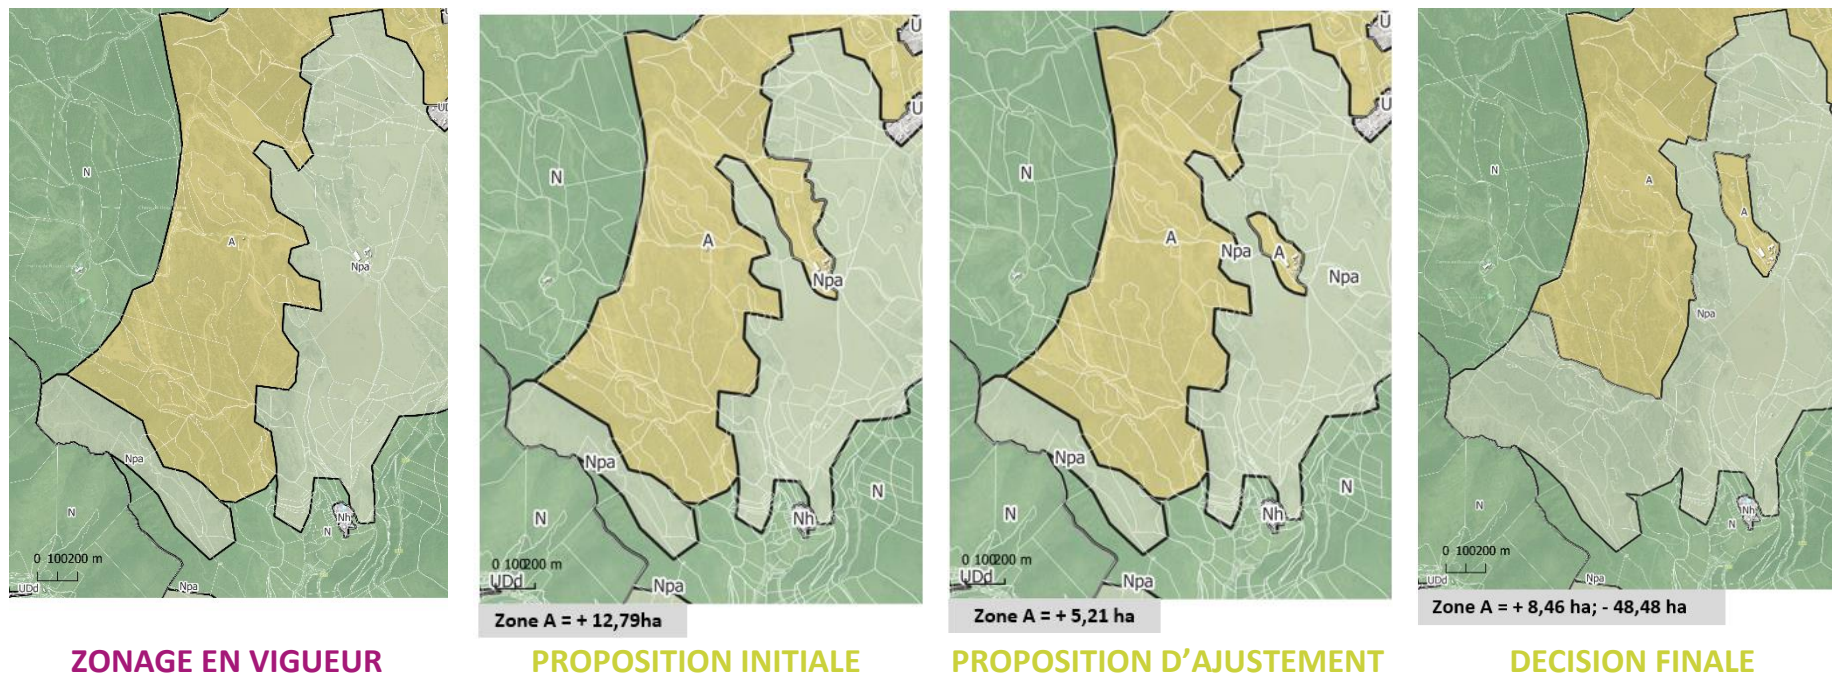 N
A
Npa
UD
Npa
N
Nh
N
0 100200 m
Npa
UDd
ZONAGE EN VIGUEUR
U
U
N
A
Npa
Npa
N
N
Nh
0 100200 m
UDd
Npa
Zone A = + 12,79ha
PROPOSITION INITIALE
U
U
N
A
Npa
A
Npa
Npa
N
N
Nh
0 100200 m
UDd
Npa
Zone A = + 5,21 ha
PROPOSITION D'AJUSTEMENT
N
A
A
Npa
N
Nh
N
0 100200 m
Npa
UDd
Zone A = + 8,46 ha; - 48,48 ha
DECISION FINALE